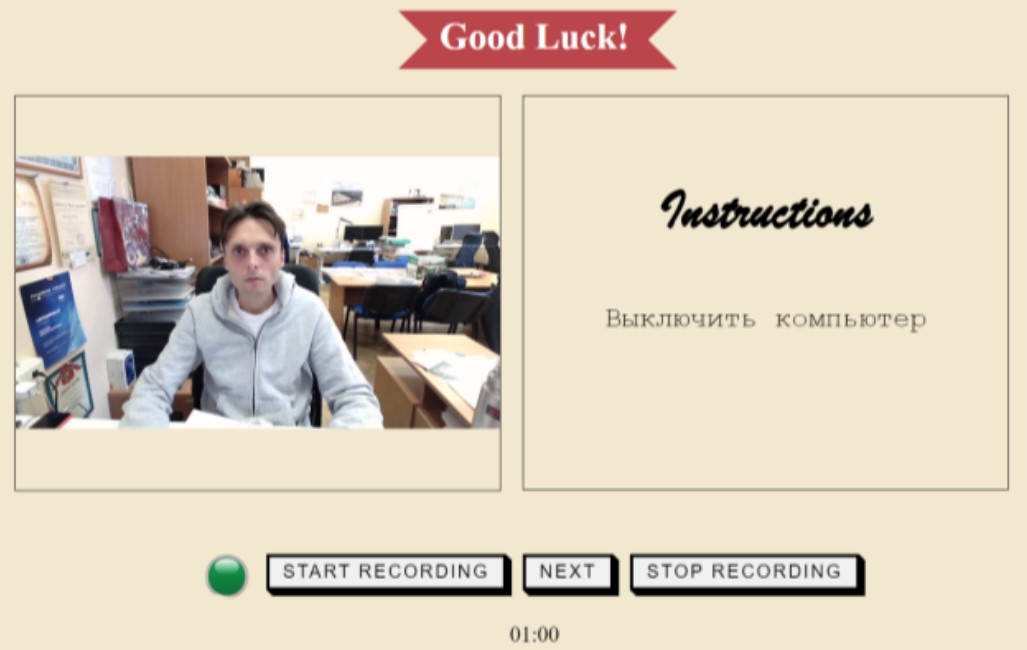 Good Luck!
Instructions
Выключить компьютер
START RECORDING
NEXT
STOP RECORDING
01:00